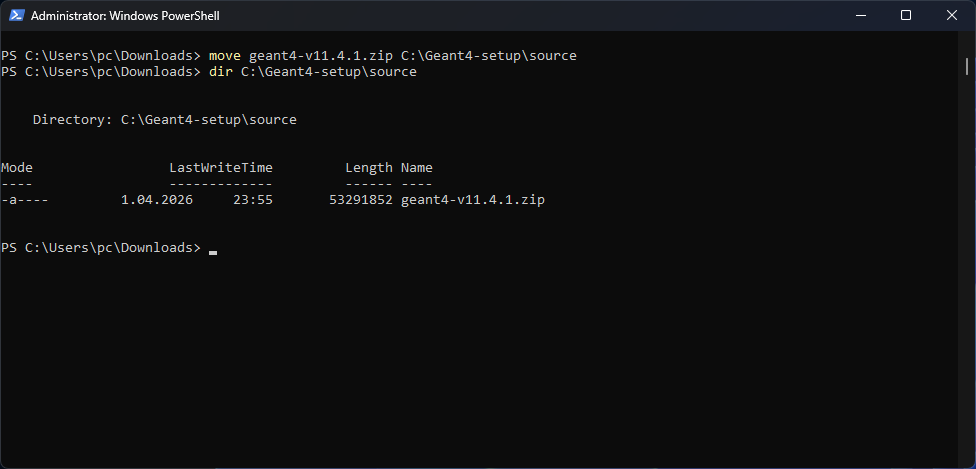 Administrator: Windows PowerShell
PS C:\Users\pc\Downloads> move geant4-v11.4.1.zip C:\Geant4-setup\source
PS C:\Users\pc\Downloads> dir C:\Geant4-setup\source
Directory: C:\Geant4-setup\source
Mode                 LastWriteTime         Length Name
----                 -------------         ------ ----
-a----         1.04.2026     23:55       53291852 geant4-v11.4.1.zip
PS C:\Users\pc\Downloads>